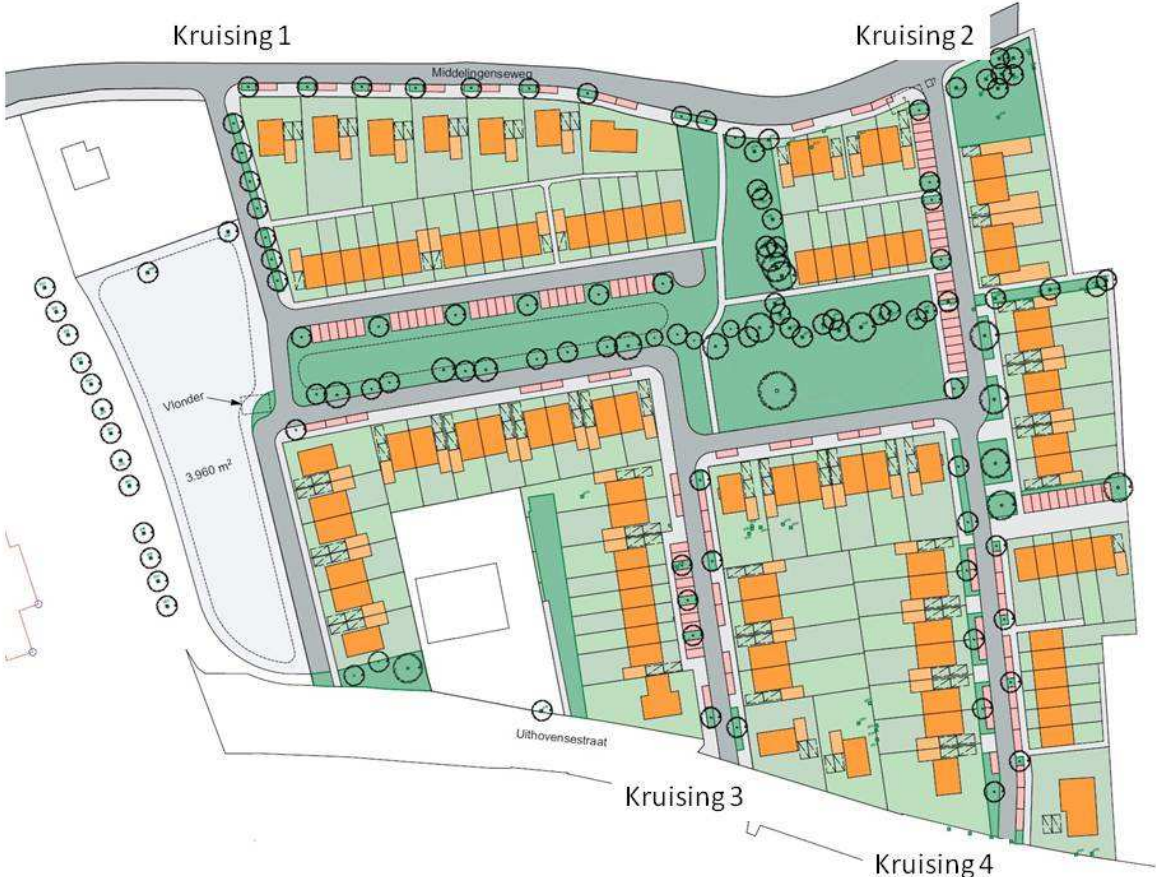 Kruising 1
Kruising 2
Middelingenseweg
Vlonder
3.960 m²
Uithovensestraat
Kruising 3
Kruising 4